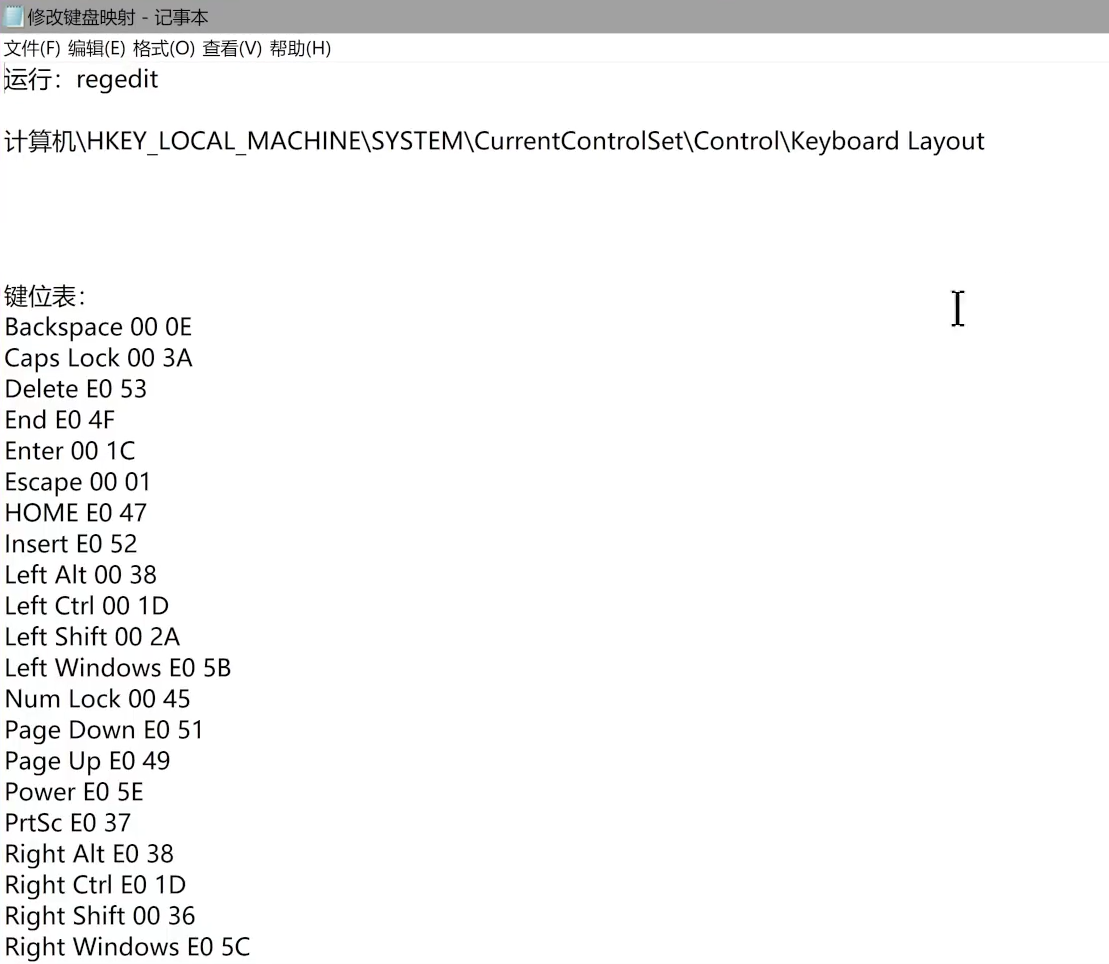 修改键盘映射 - 记事本
文件(F) 编辑(E) 格式(O) 查看(V) 帮助(H)
运行：regedit
计算机\HKEY_LOCAL_MACHINE\SYSTEM\CurrentControlSet\Control\Keyboard Layout
键位表：
Backspace 00 0E
Caps Lock 00 3A
Delete E0 53
End E0 4F
Enter 00 1C
Escape 00 01
HOME E0 47
Insert E0 52
Left Alt 00 38
Left Ctrl 00 1D
Left Shift 00 2A
Left Windows E0 5B
Num Lock 00 45
Page Down E0 51
Page Up E0 49
Power E0 5E
PrtSc E0 37
Right Alt E0 38
Right Ctrl E0 1D
Right Shift 00 36
Right Windows E0 5C